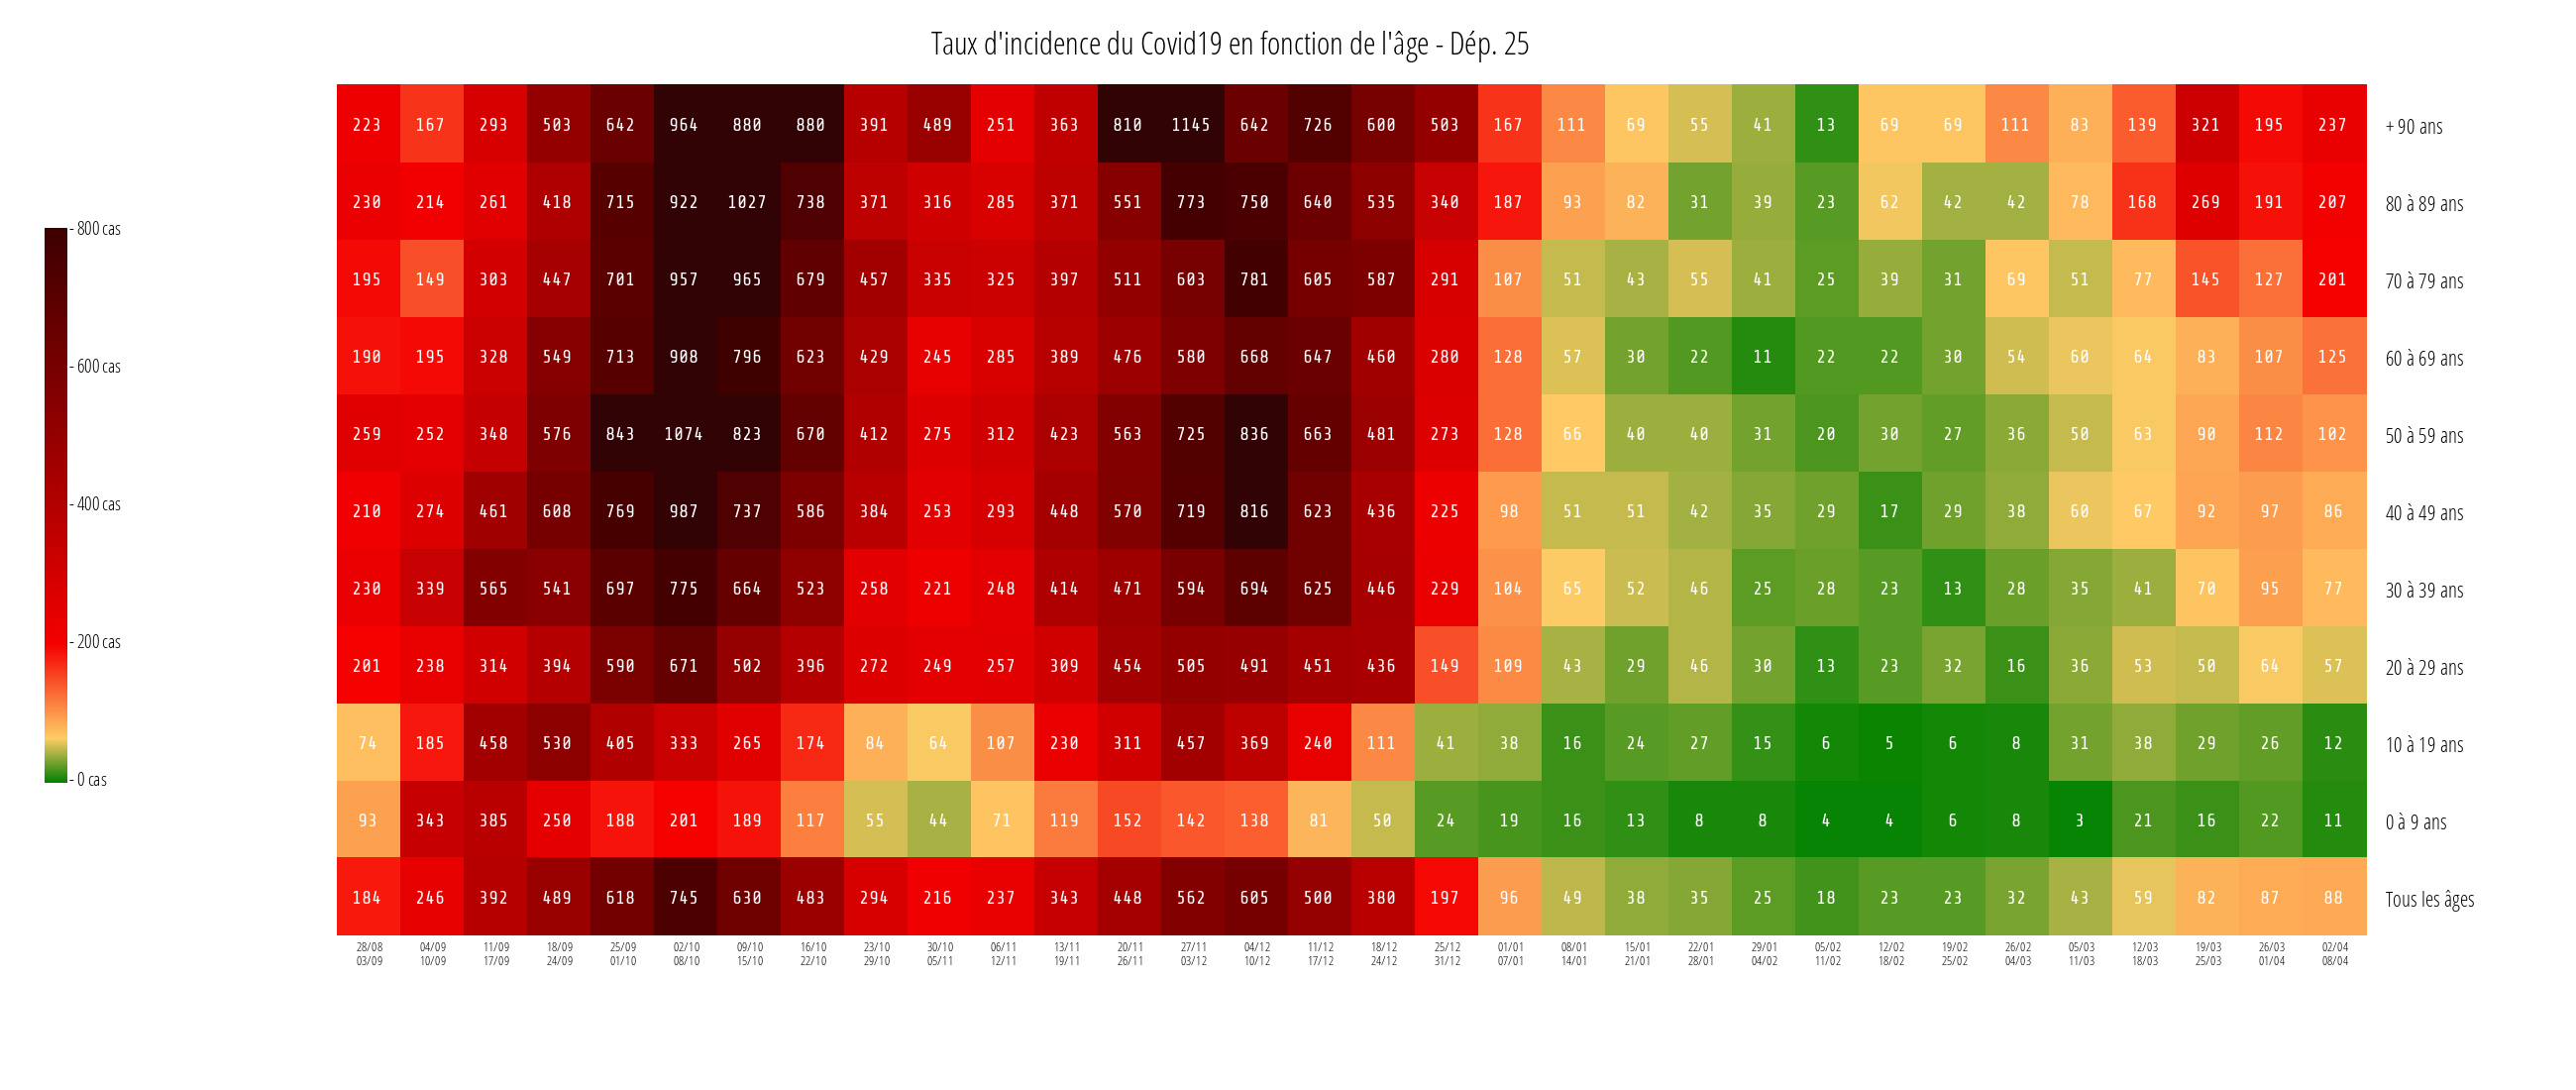 Taux d'incidence du Covid19 en fonction de l'âge - Dép. 25
223 167 293 503 642 964 880 880 391 489 251 363 810 1145 642 726 600 503 167 111 69 55 41 13 69 69 111 83 139 321 195 237 + 90 ans
230 214 261 418 715 922 1027 738 371 316 285 371 551 773 750 640 535 340 187 93 82 31 39 23 62 42 42 78 168 269 191 207 80 à 89 ans
- 800 cas
195 149 303 447 701 957 965 679 457 335 325 397 511 603 781 605 587 291 107 51 43 55 41 25 39 31 69 51 77 145 127 201 70 à 79 ans
190 195 328 549 713 908 796 623 429 245 285 389 476 580 668 647 460 280 128 57 30 22 11 22 22 30 54 60 64 83 107 125 60 à 69 ans
- 600 cas
259 252 348 576 843 1074 823 670 412 275 312 423 563 725 836 663 481 273 128 66 40 40 31 20 30 27 36 50 63 90 112 102 50 à 59 ans
- 400 cas
210 274 461 608 769 987 737 586 384 253 293 448 570 719 816 623 436 225 98 51 51 42 35 29 17 29 38 60 67 92 97 86 40 à 49 ans
230 339 565 541 697 775 664 523 258 221 248 414 471 594 694 625 446 229 104 65 52 46 25 28 23 13 28 35 41 70 95 77 30 à 39 ans
- 200 cas
201 238 314 394 590 671 502 396 272 249 257 309 454 505 491 451 436 149 109 43 29 46 30 13 23 32 16 36 53 50 64 57 20 à 29 ans
74 185 458 530 405 333 265 174 84 64 107 230 311 457 369 240 111 41 38 16 24 27 15 6 5 6 8 31 38 29 26 12 10 à 19 ans
- 0 cas
93 343 385 250 188 201 189 117 55 44 71 119 152 142 138 81 50 24 19 16 13 8 8 4 4 6 8 3 21 16 22 11 0 à 9 ans
184 246 392 489 618 745 630 483 294 216 237 343 448 562 605 500 380 197 96 49 38 35 25 18 23 23 32 43 59 82 87 88 Tous les âges
28/08 04/09 11/09 18/09 25/09 02/10 09/10 16/10 23/10 30/10 06/11 13/11 20/11 27/11 04/12 11/12 18/12 25/12 01/01 08/01 15/01 22/01 29/01 05/02 12/02 19/02 26/02 05/03 12/03 19/03 26/03 02/04
03/09 10/09 17/09 24/09 01/10 08/10 15/10 22/10 29/10 05/11 12/11 19/11 26/11 03/12 10/12 17/12 24/12 31/12 07/01 14/01 21/01 28/01 04/02 11/02 18/02 25/02 04/03 11/03 18/03 25/03 01/04 08/04